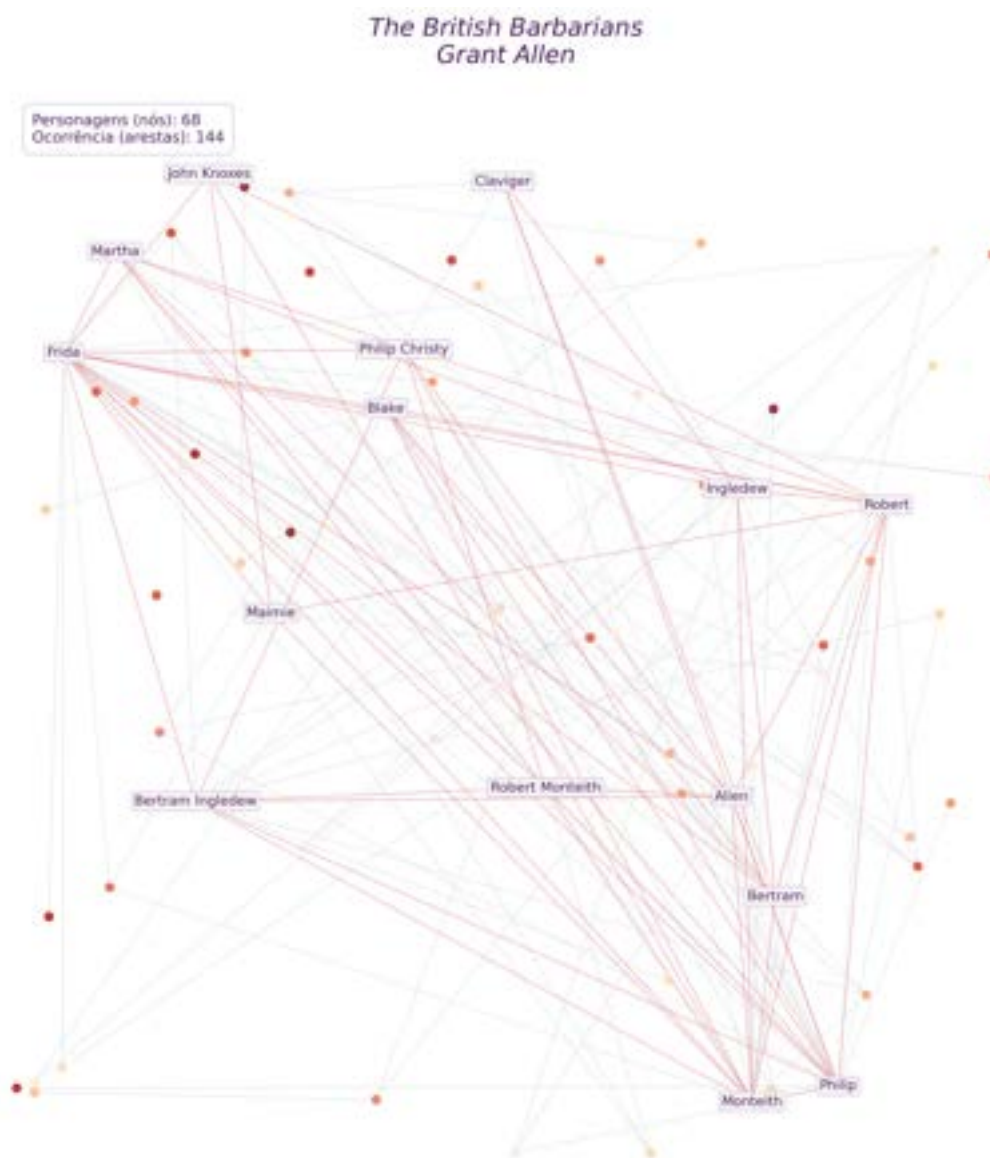 The British Barbarians
Grant Allen
Personagens (nós): 68
Ocorrência (arestas): 144
John Knoxes
Claviger
Martha
Frida
Philip Christy
Blake
Ingledew
Robert
Maimie
Bertram Ingledew
Robert Monteith
Allen
Bertram
Philip
Monteith